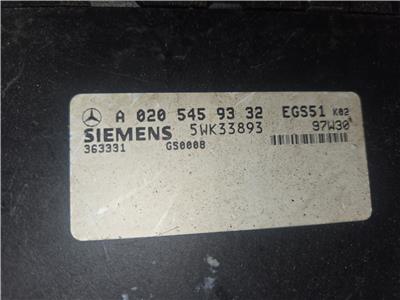 A 020 545 93 32 EGS51 K02
SIEMENS 5WK33893 97W30
363331 GS0008